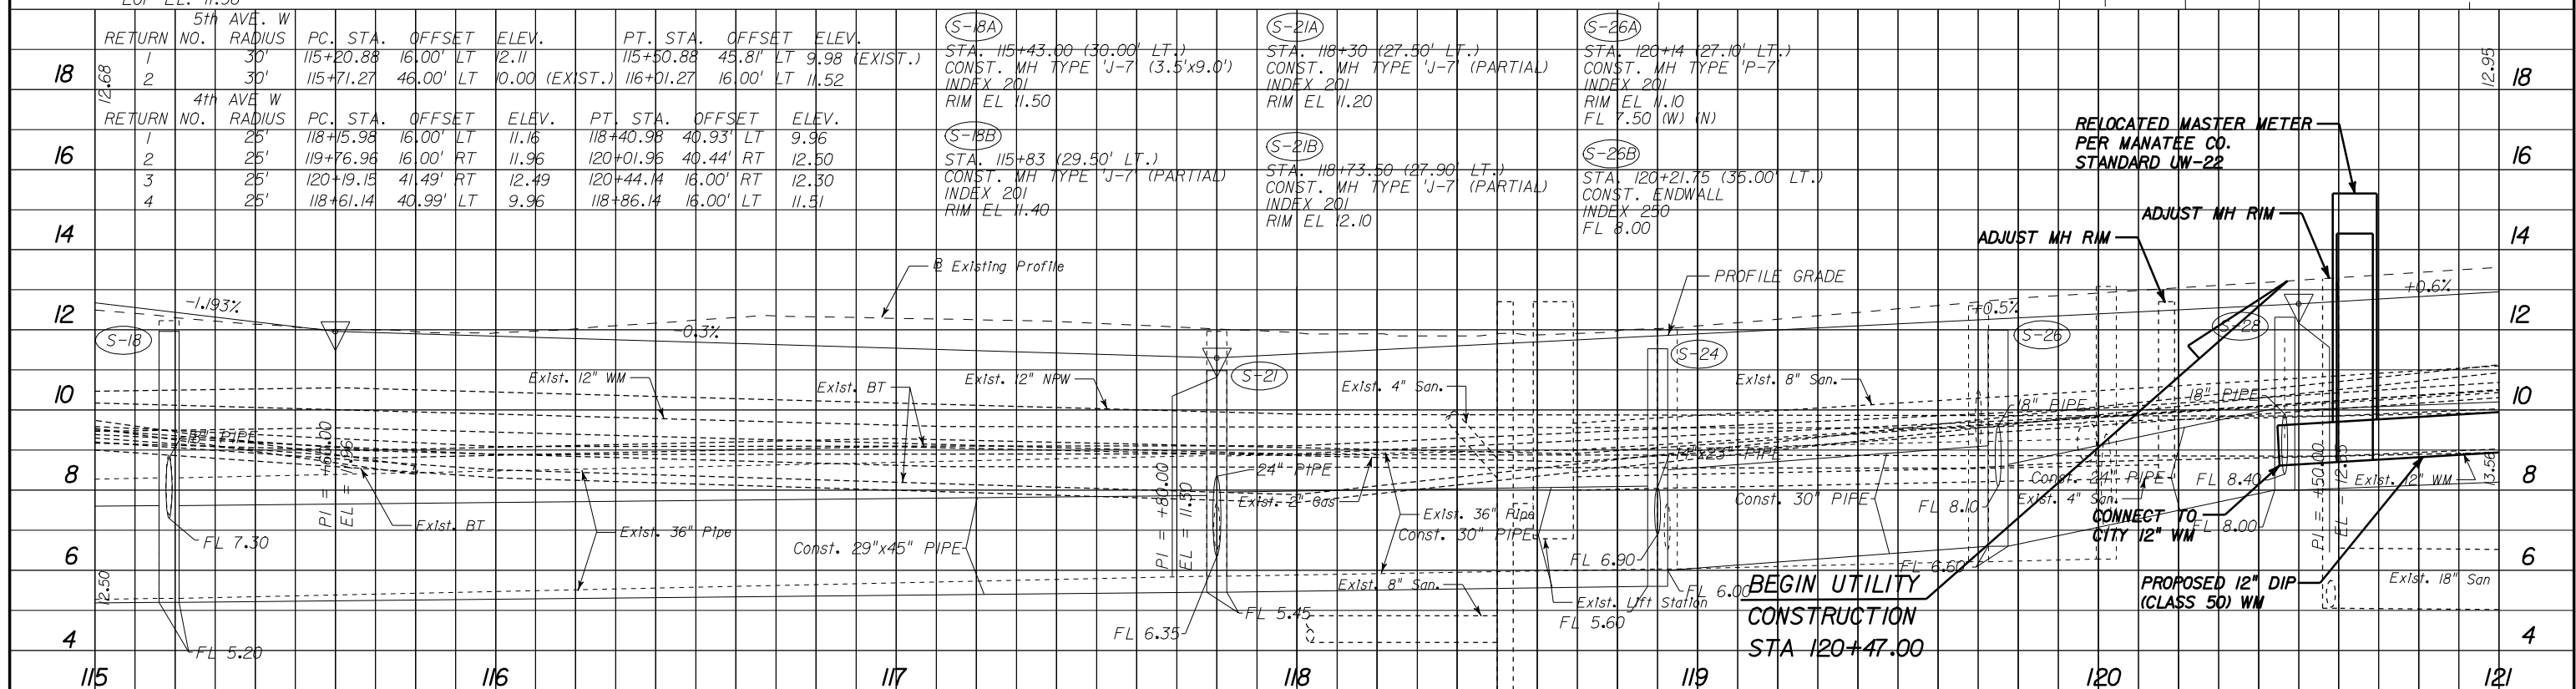 5th AVE. W
RETURN NO. RADIUS PC. STA. OFFSET ELEV. PT. STA. OFFSET ELEV.
1 30' 115+20.88 16.00' LT 12.11 115+50.88 45.81' LT 9.98 (EXIST.)
2 30' 115+71.27 46.00' LT 10.00 (EXIST.) 116+01.27 16.00' LT 11.52
4th AVE W
RETURN NO. RADIUS PC. STA. OFFSET ELEV. PT. STA. OFFSET ELEV.
1 25' 118+15.98 16.00' LT 11.16 118+40.98 40.93' LT 9.96
2 25' 119+76.96 16.00' RT 11.96 120+01.96 40.44' RT 12.50
3 25' 120+19.15 41.49' RT 12.49 120+44.14 16.00' RT 12.30
4 25' 118+61.14 40.99' LT 9.96 118+86.14 16.00' LT 11.51
S-18A
STA. 115+43.00 (30.00' LT.)
CONST. MH TYPE 'J-7' (3.5'x9.0')
INDEX 201
RIM EL 11.50
S-18B
STA. 115+83 (29.50' LT.)
CONST. MH TYPE 'J-7' (PARTIAL)
INDEX 201
RIM EL 11.40
S-21A
STA. 118+30 (27.50' LT.)
CONST. MH TYPE 'J-7' (PARTIAL)
INDEX 201
RIM EL 11.20
S-21B
STA. 118+73.50 (27.90' LT.)
CONST. MH TYPE 'J-7' (PARTIAL)
INDEX 201
RIM EL 12.10
S-26A
STA. 120+14 (27.10' LT.)
CONST. MH TYPE 'P-7'
INDEX 201
RIM EL 11.10
FL 7.50 (W) (N)
S-26B
STA. 120+21.75 (35.00' LT.)
CONST. ENDWALL
INDEX 250
FL 8.00
RELOCATED MASTER METER
PER MANATEE CO.
STANDARD UW-22
ADJUST MH RIM
ADJUST MH RIM
18
16
14
12
10
8
6
4
12.68
12.50
12.95
13.56
18
16
14
12
10
8
6
4
-1.193%
Existing Profile
-0.3%
PROFILE GRADE
+0.5%
+0.6%
S-18
S-21
S-24
S-26
S-28
Exist. 12" WM
Exist. BT
Exist. 12" NPW
Exist. 4" San.
Exist. 8" San.
18" PIPE
18" PIPE
18" PIPE
PI = +60.00
EL = 11.96
24" PIPE
PI = +80.00
EL = 11.30
14"x23" PIPE
Exist. 2" Gas
Const. 30" PIPE
Const. 24" PIPE
Exist. 4" San.
FL 8.40
Exist. 12" WM
PI = +50.00
Exist. BT
Exist. 36" Pipe
Exist. 36" Pipe
Const. 30" PIPE
FL 8.10
CONNECT TO
CITY 12" WM
FL 8.00
FL 7.30
Const. 29"x45" PIPE
FL 6.90
FL 6.60
Exist. 8" San.
FL 6.00
BEGIN UTILITY
CONSTRUCTION
STA 120+47.00
PROPOSED 12" DIP
(CLASS 50) WM
Exist. 18" San
Exist. Lift Station
FL 5.60
FL 5.45
FL 6.35
FL 5.20
115 116 117 118 119 120 121